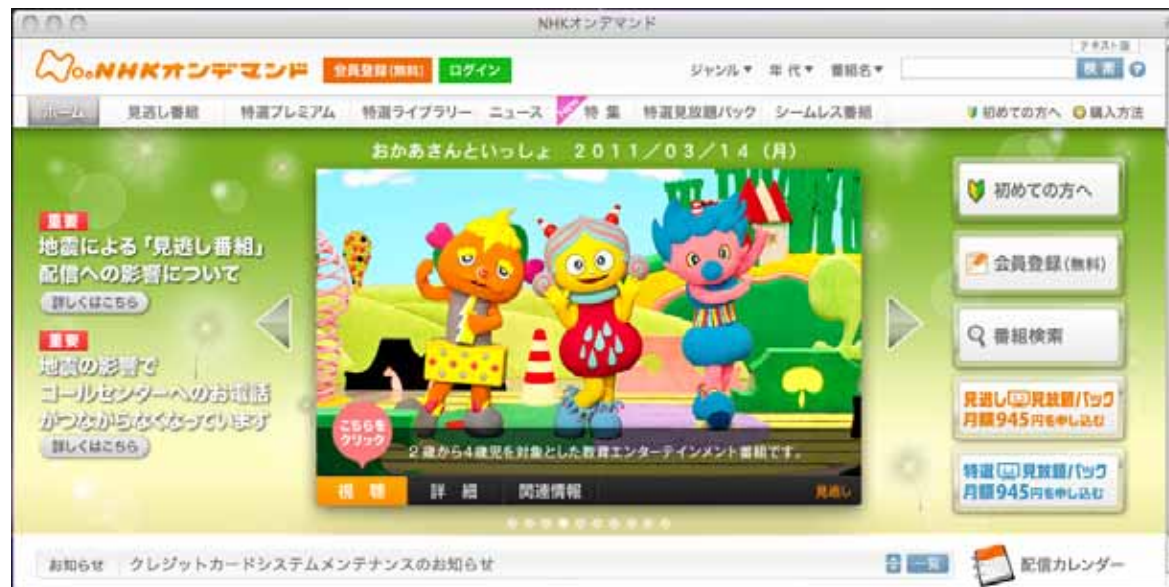 NHKオンデマンド
テキスト版
NHKオンデマンド
会員登録(無料)
ログイン
ジャンル▼ 年代▼ 番組名▼
検索
ホーム 見逃し番組 特選プレミアム 特選ライブラリー ニュース New 特集 特選見放題パック シームレス番組
初めての方へ 購入方法
おかあさんといっしょ 2011/03/14(月)
重要
地震による「見逃し番組」
配信への影響について
詳しくはこちら
重要
地震の影響で
コールセンターへのお電話
がつながらなくなっています
詳しくはこちら
こちらを
クリック
2歳から4歳児を対象とした教育エンターテインメント番組です。
視聴 詳細 関連情報 見逃し
初めての方へ
会員登録(無料)
番組検索
見逃し見放題パック
月額945円を申し込む
特選見放題パック
月額945円を申し込む
お知らせ クレジットカードシステムメンテナンスのお知らせ
一覧
配信カレンダー